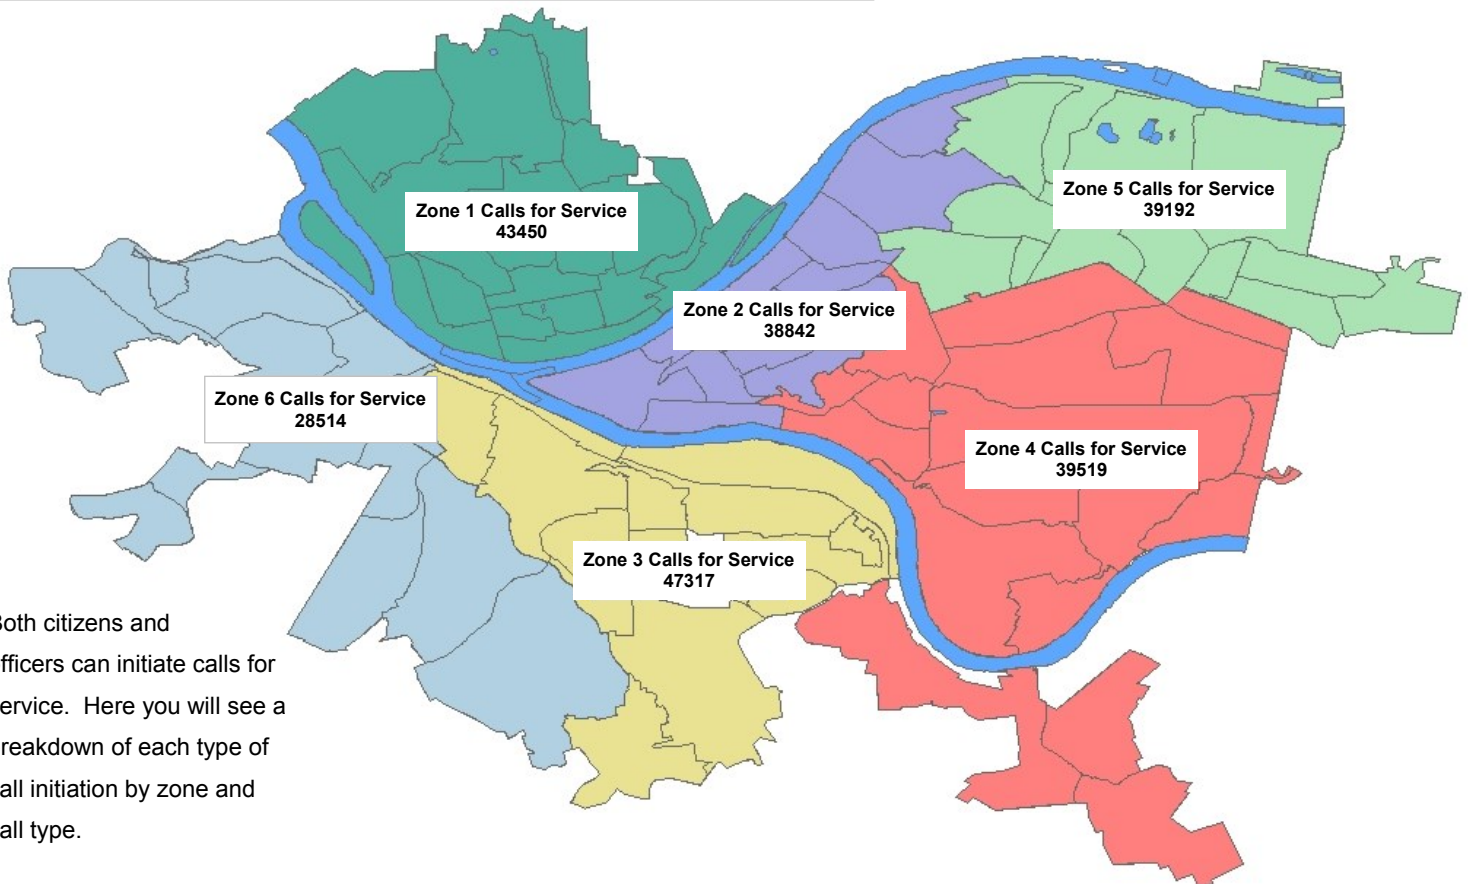 Zone 1 Calls for Service
43450
Zone 5 Calls for Service
39192
Zone 2 Calls for Service
38842
Zone 6 Calls for Service
28514
Zone 4 Calls for Service
39519
Zone 3 Calls for Service
47317
Both citizens and
fficers can initiate calls for
ervice.  Here you will see a
reakdown of each type of
all initiation by zone and
all type.